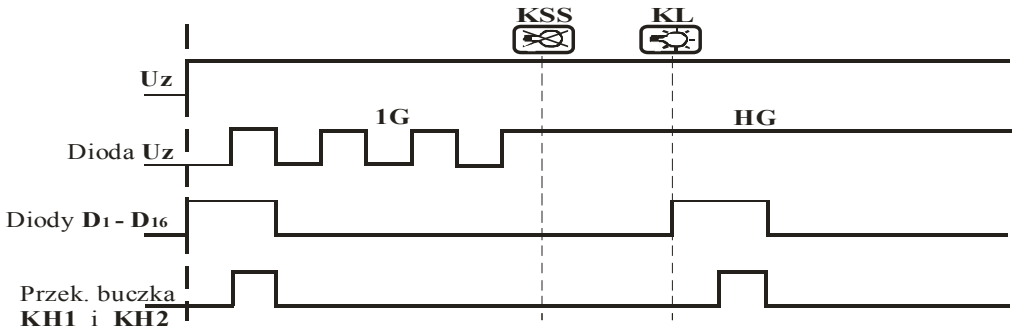 KSS KL
Uz
1G HG
Dioda Uz
Diody D1 - D16
Przek. buczka
KH1 i KH2